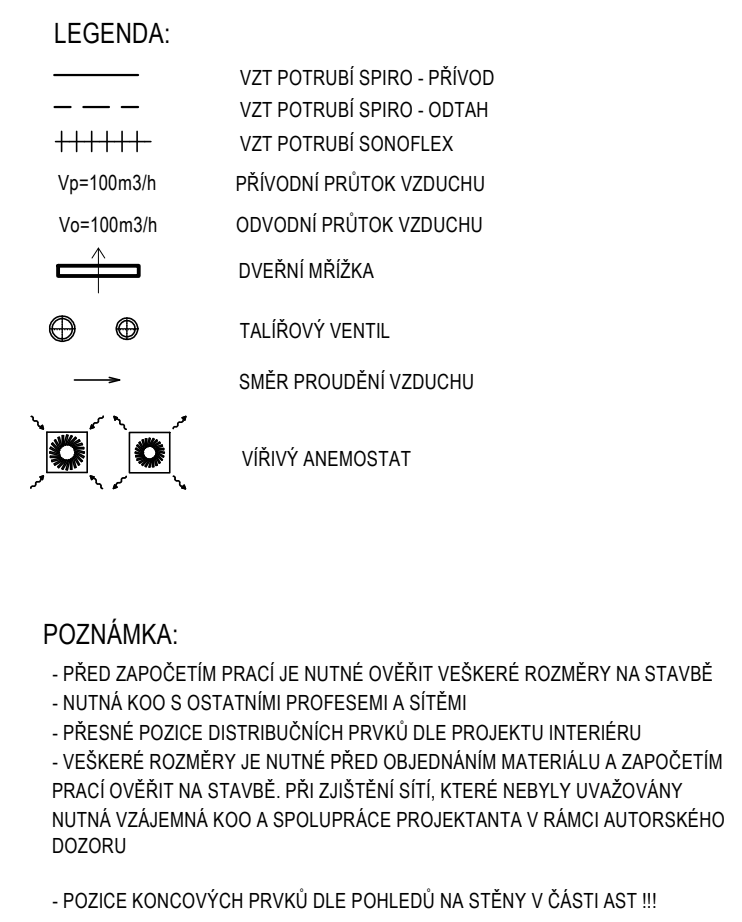 LEGENDA:
VZT POTRUBÍ SPIRO - PŘÍVOD
VZT POTRUBÍ SPIRO - ODTAH
VZT POTRUBÍ SONOFLEX
Vp=100m3/h PŘÍVODNÍ PRŮTOK VZDUCHU
Vo=100m3/h ODVODNÍ PRŮTOK VZDUCHU
DVEŘNÍ MŘÍŽKA
TALÍŘOVÝ VENTIL
SMĚR PROUDĚNÍ VZDUCHU
VÍŘIVÝ ANEMOSTAT
POZNÁMKA:
- PŘED ZAPOČETÍM PRACÍ JE NUTNÉ OVĚŘIT VEŠKERÉ ROZMĚRY NA STAVBĚ
- NUTNÁ KOO S OSTATNÍMI PROFESEMI A SÍTĚMI
- PŘESNÉ POZICE DISTRIBUČNÍCH PRVKŮ DLE PROJEKTU INTERIÉRU
- VEŠKERÉ ROZMĚRY JE NUTNÉ PŘED OBJEDNÁNÍM MATERIÁLU A ZAPOČETÍM
PRACÍ OVĚŘIT NA STAVBĚ. PŘI ZJIŠTĚNÍ SÍTÍ, KTERÉ NEBYLY UVAŽOVÁNY
NUTNÁ VZÁJEMNÁ KOO A SPOLUPRÁCE PROJEKTANTA V RÁMCI AUTORSKÉHO
DOZORU
- POZICE KONCOVÝCH PRVKŮ DLE POHLEDŮ NA STĚNY V ČÁSTI AST !!!